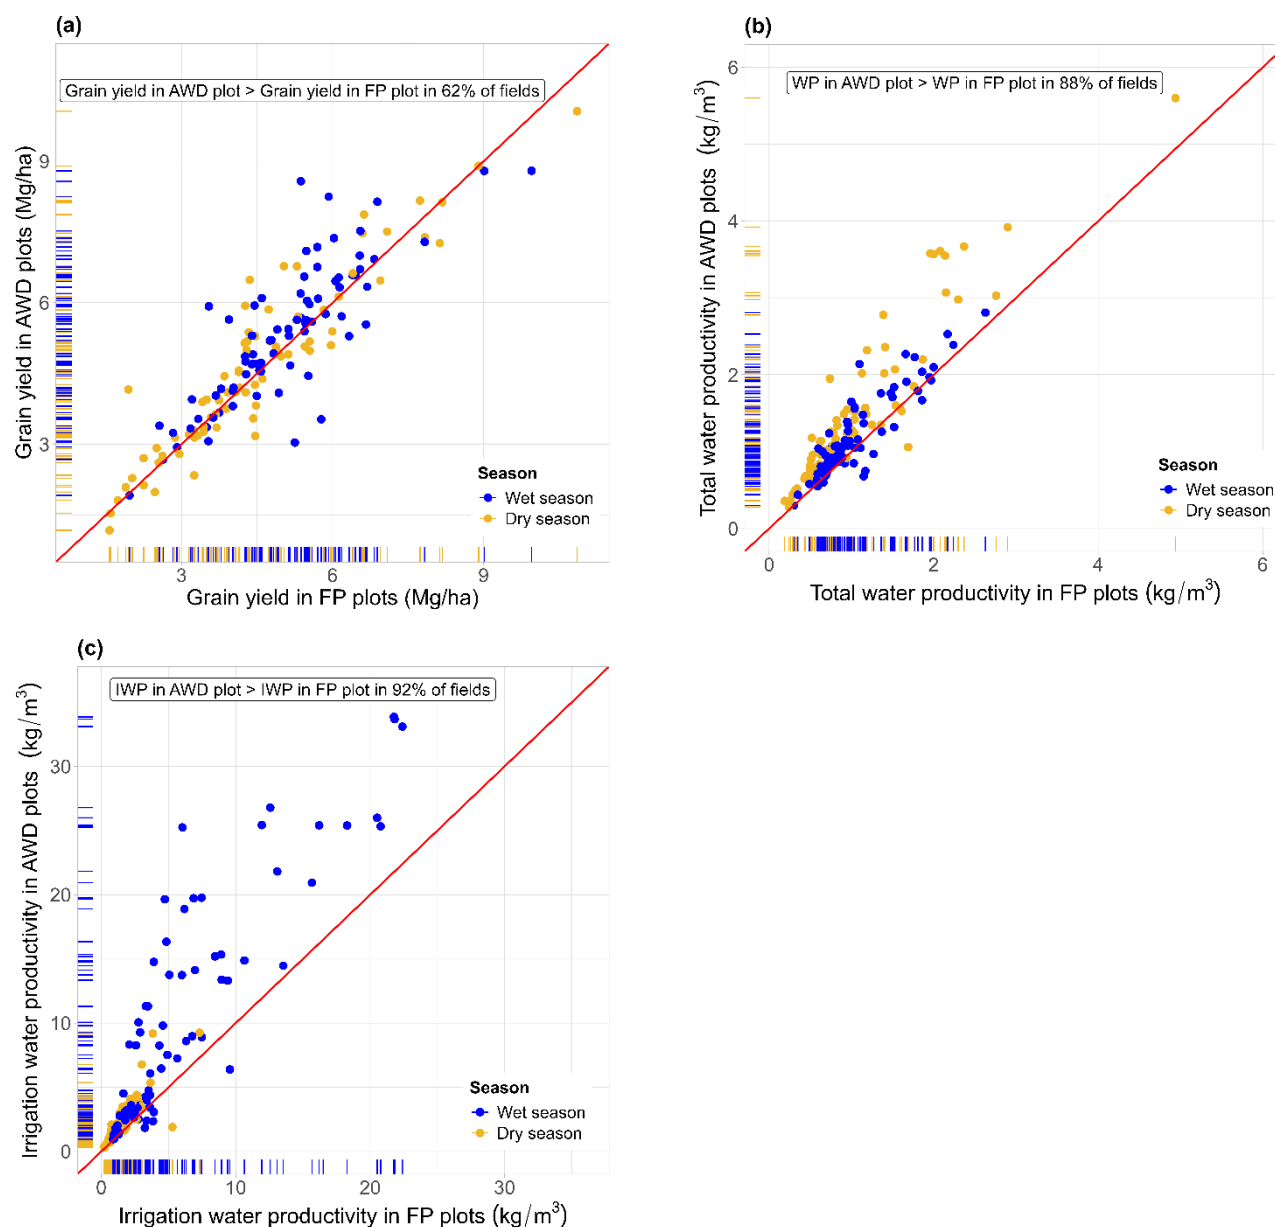 (a)
Grain yield in AWD plot > Grain yield in FP plot in 62% of fields
Grain yield in AWD plots (Mg/ha)
9
6
3
Season
Wet season
Dry season
3 6 9
Grain yield in FP plots (Mg/ha)
(b)
WP in AWD plot > WP in FP plot in 88% of fields
Total water productivity in AWD plots (kg/m³)
6
4
2
0
Season
Wet season
Dry season
0 2 4 6
Total water productivity in FP plots (kg/m³)
(c)
IWP in AWD plot > IWP in FP plot in 92% of fields
Irrigation water productivity in AWD plots (kg/m³)
30
20
10
0
Season
Wet season
Dry season
0 10 20 30
Irrigation water productivity in FP plots (kg/m³)